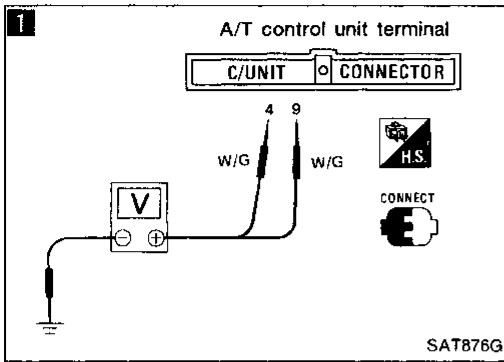 1
A/T control unit terminal
C/UNIT CONNECTOR
4 9
W/G W/G
H.S.
CONNECT
V
SAT876G